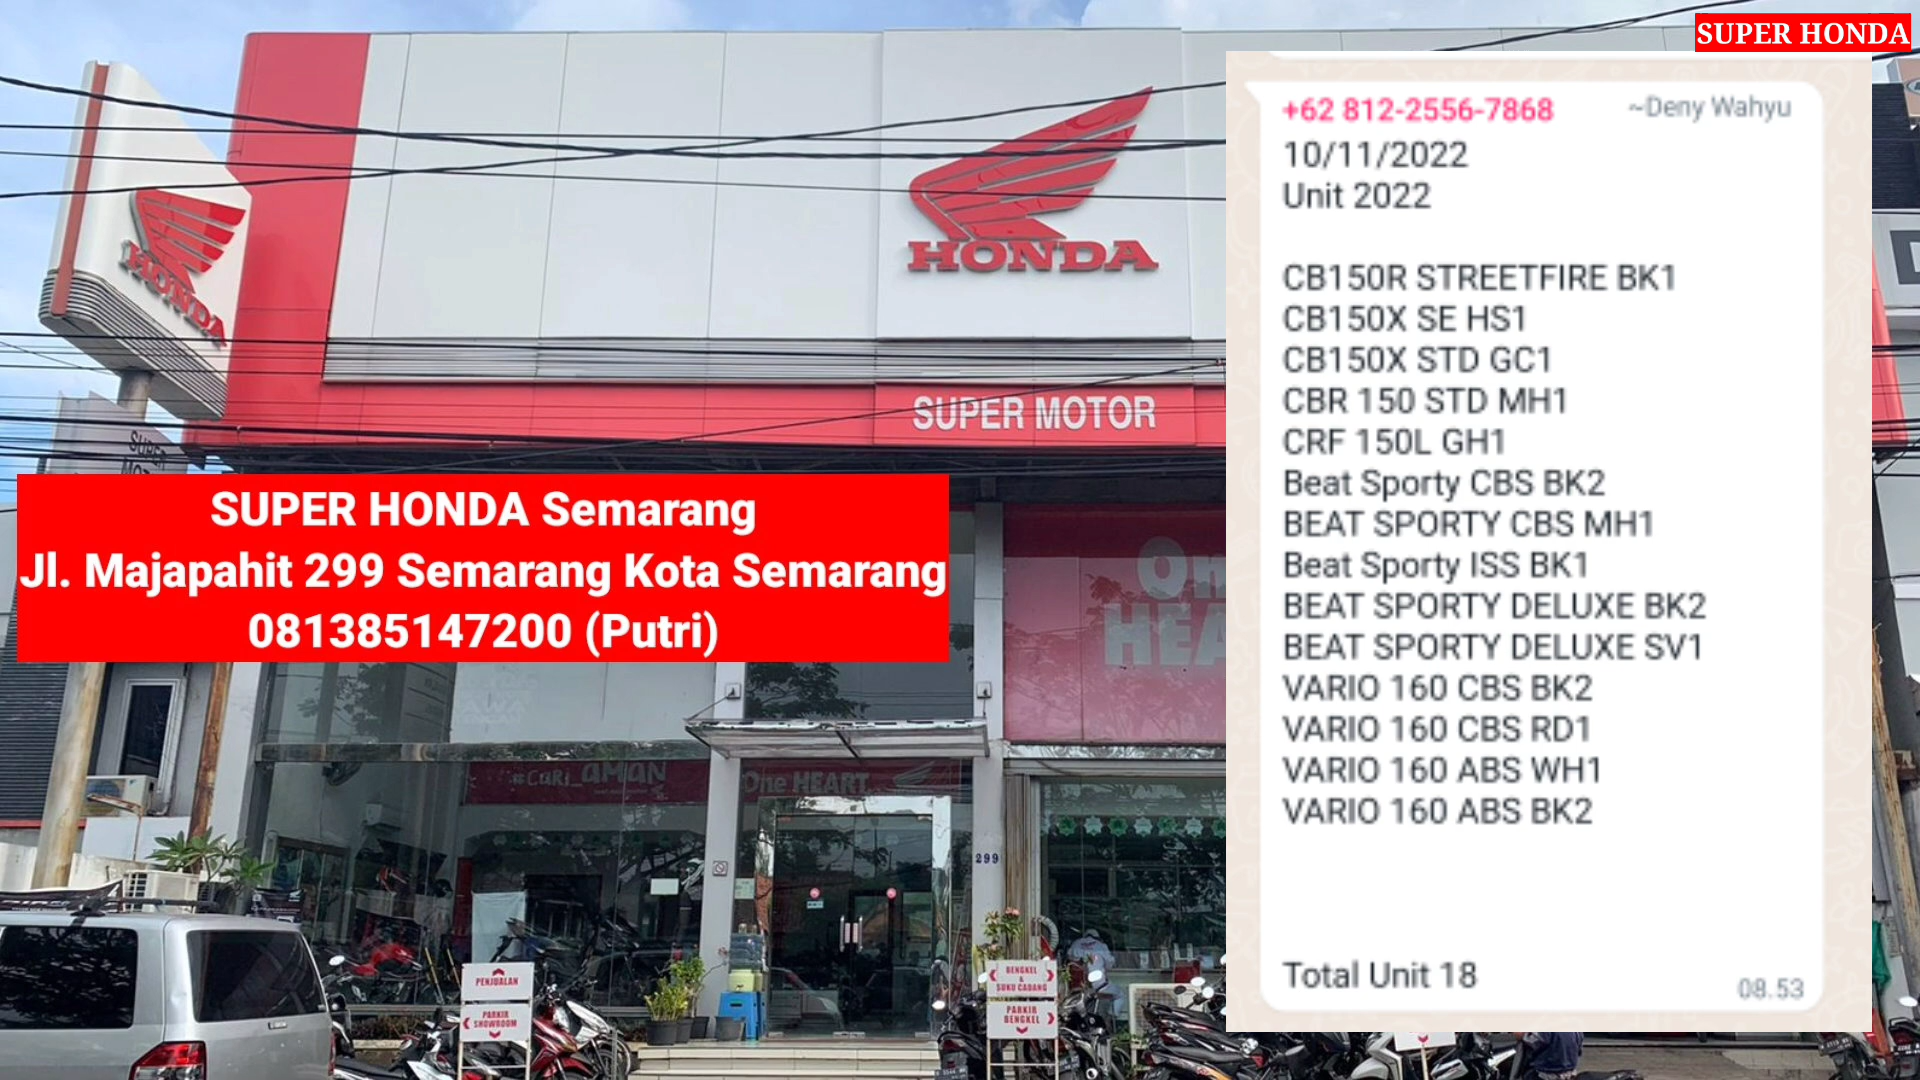 SUPER HONDA
HONDA
HONDA
SUPER MOTOR
SUPER
SUPER HONDA Semarang
Jl. Majapahit 299 Semarang Kota Semarang
081385147200 (Putri)
+62 812-2556-7868 ~Deny Wahyu
10/11/2022
Unit 2022
CB150R STREETFIRE BK1
CB150X SE HS1
CB150X STD GC1
CBR 150 STD MH1
CRF 150L GH1
Beat Sporty CBS BK2
BEAT SPORTY CBS MH1
Beat Sporty ISS BK1
BEAT SPORTY DELUXE BK2
BEAT SPORTY DELUXE SV1
VARIO 160 CBS BK2
VARIO 160 CBS RD1
VARIO 160 ABS WH1
VARIO 160 ABS BK2
Total Unit 18
08.53
#Cari_aman
One HEART
299
PENJUALAN
PARKIR
SHOWROOM
BENGKEL
&
SUKU CADANG
PARKIR
BENGKEL